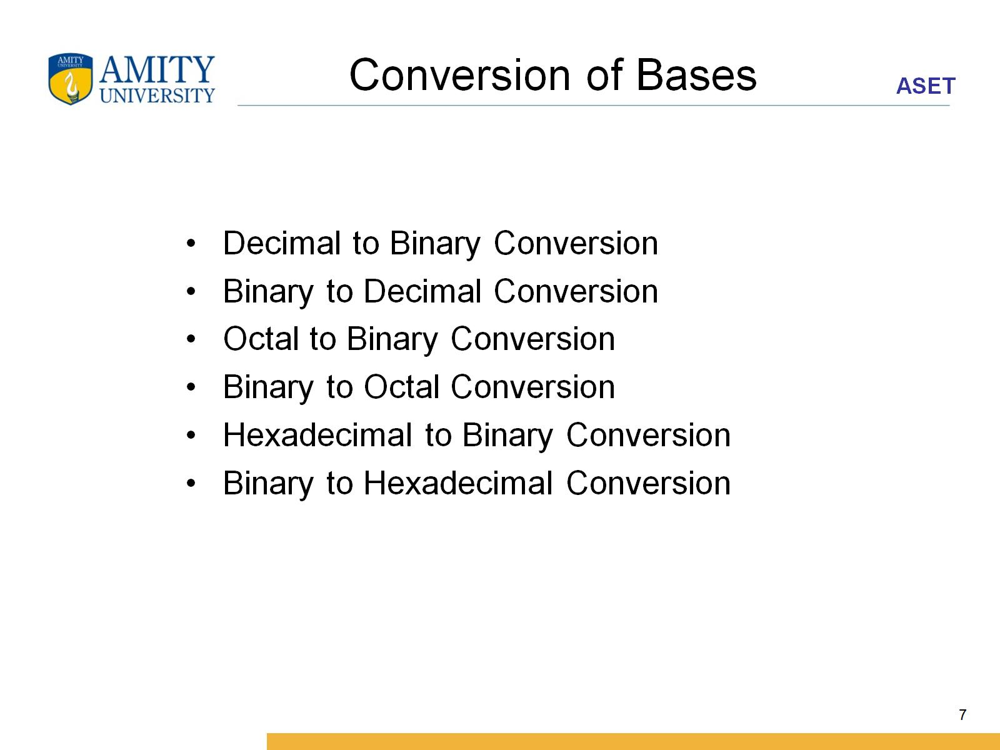 AMITY
UNIVERSITY
AMITY
UNIVERSITY
Conversion of Bases
ASET
• Decimal to Binary Conversion
• Binary to Decimal Conversion
• Octal to Binary Conversion
• Binary to Octal Conversion
• Hexadecimal to Binary Conversion
• Binary to Hexadecimal Conversion
7